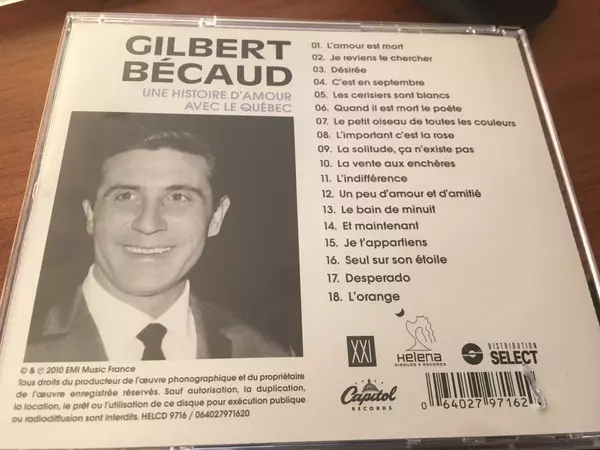 GILBERT
BÉCAUD
UNE HISTOIRE D'AMOUR
AVEC LE QUÉBEC
01. L'amour est mort
02. Je reviens te chercher
03. Désirée
04. C'est en septembre
05. Les cerisiers sont blancs
06. Quand il est mort le poète
07. Le petit oiseau de toutes les couleurs
08. L'important c'est la rose
09. La solitude, ça n'existe pas
10. La vente aux enchères
11. L'indifférence
12. Un peu d'amour et d'amitié
13. Le bain de minuit
14. Et maintenant
15. Je t'appartiens
16. Seul sur son étoile
17. Desperado
18. L'orange
© & ℗ 2010 EMI Music France
Tous droits du producteur de l'œuvre phonographique et du propriétaire
de l'œuvre enregistrée réservés. Sauf autorisation, la duplication,
la location, le prêt ou l'utilisation de ce disque pour exécution publique
ou radiodiffusion sont interdits. HELCD 9716 / 064027971620
XXI
Helena
DISQUES • RECORDS
DISTRIBUTION
SELECT
Capitol
RECORDS
0 64027 97162